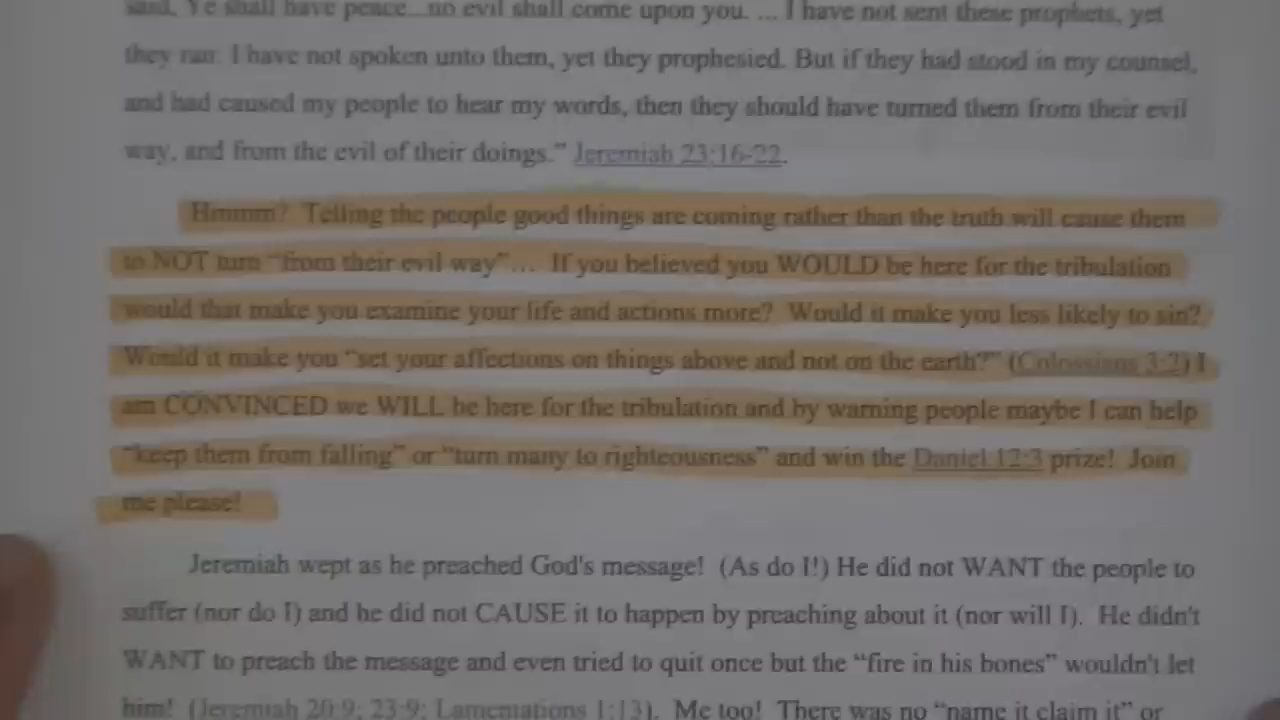 said, Ye shall have peace...no evil shall come upon you. ... I have not sent these prophets, yet
they ran: I have not spoken unto them, yet they prophesied. But if they had stood in my counsel,
and had caused my people to hear my words, then they should have turned them from their evil
way, and from the evil of their doings.” Jeremiah 23:16-22.
Hmmm? Telling the people good things are coming rather than the truth will cause them
to NOT turn “from their evil way”… If you believed you WOULD be here for the tribulation
would that make you examine your life and actions more? Would it make you less likely to sin?
Would it make you “set your affections on things above and not on the earth?” (Colossians 3:2) I
am CONVINCED we WILL be here for the tribulation and by warning people maybe I can help
“keep them from falling” or “turn many to righteousness” and win the Daniel 12:3 prize! Join
me please!
Jeremiah wept as he preached God's message! (As do I!) He did not WANT the people to
suffer (nor do I) and he did not CAUSE it to happen by preaching about it (nor will I). He didn't
WANT to preach the message and even tried to quit once but the “fire in his bones” wouldn't let
him! (Jeremiah 20:9; 23:9; Lamentations 1:13). Me too! There was no “name it claim it” or